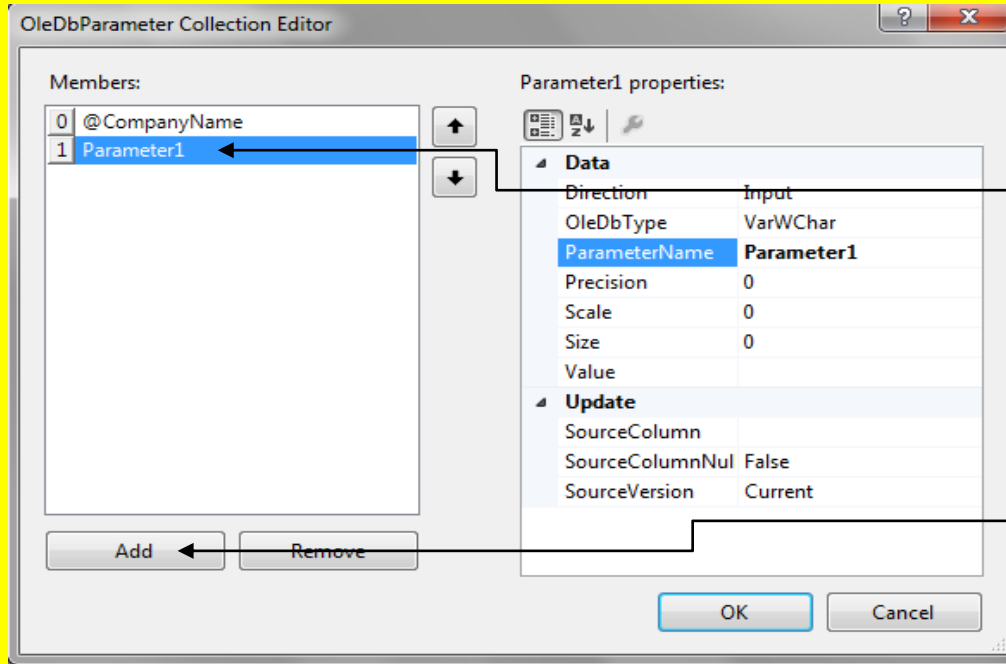 OleDbParameter Collection Editor
Members:
0 @CompanyName
1 Parameter1
Add
Remove
Parameter1 properties:
Data
Direction Input
OleDbType VarWChar
ParameterName Parameter1
Precision 0
Scale 0
Size 0
Value
Update
SourceColumn
SourceColumnNul False
SourceVersion Current
OK
Cancel